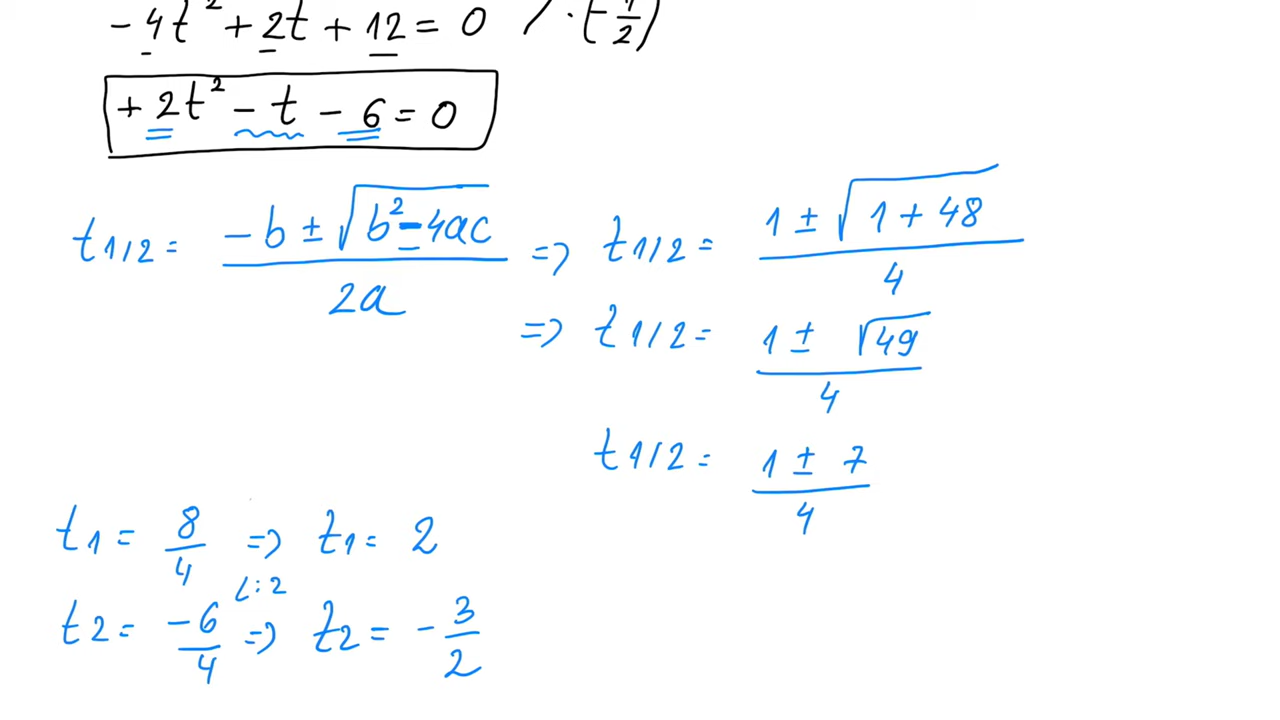 - 4t² + 2t + 12 = 0 / · (-1/2)
+ 2t² - t - 6 = 0
t1/2 = (-b ± √(b² - 4ac))/2a => t1/2 = (1 ± √(1 + 48))/4
=> t1/2 = (1 ± √49)/4
t1/2 = (1 ± 7)/4
t1 = 8/4 => t1 = 2
t2 = -6/4 L:2 => t2 = -3/2